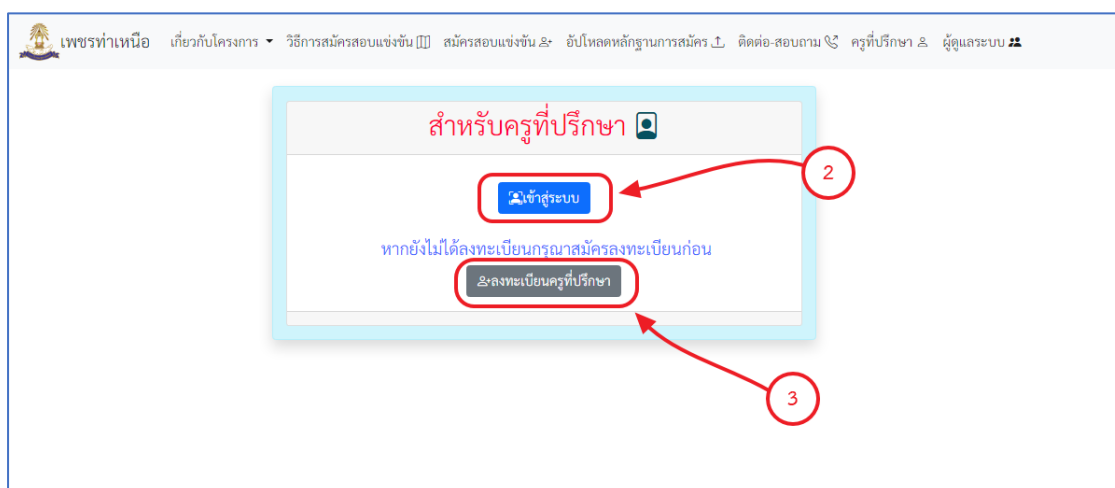 เพชรท่าเหนือ เกี่ยวกับโครงการ วิธีการสมัครสอบแข่งขัน สมัครสอบแข่งขัน อัปโหลดหลักฐานการสมัคร ติดต่อ-สอบถาม ครูที่ปรึกษา ผู้ดูแลระบบ
สำหรับครูที่ปรึกษา
2
เข้าสู่ระบบ
หากยังไม่ได้ลงทะเบียนกรุณาสมัครลงทะเบียนก่อน
ลงทะเบียนครูที่ปรึกษา
3